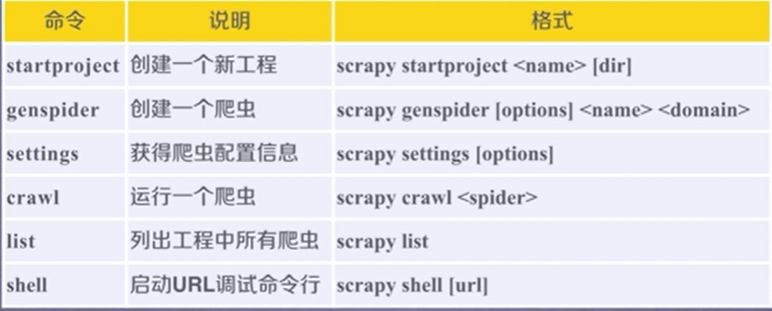 命令 说明 格式
startproject 创建一个新工程 scrapy startproject <name> [dir]
genspider 创建一个爬虫 scrapy genspider [options] <name> <domain>
settings 获得爬虫配置信息 scrapy settings [options]
crawl 运行一个爬虫 scrapy crawl <spider>
list 列出工程中所有爬虫 scrapy list
shell 启动URL调试命令行 scrapy shell [url]